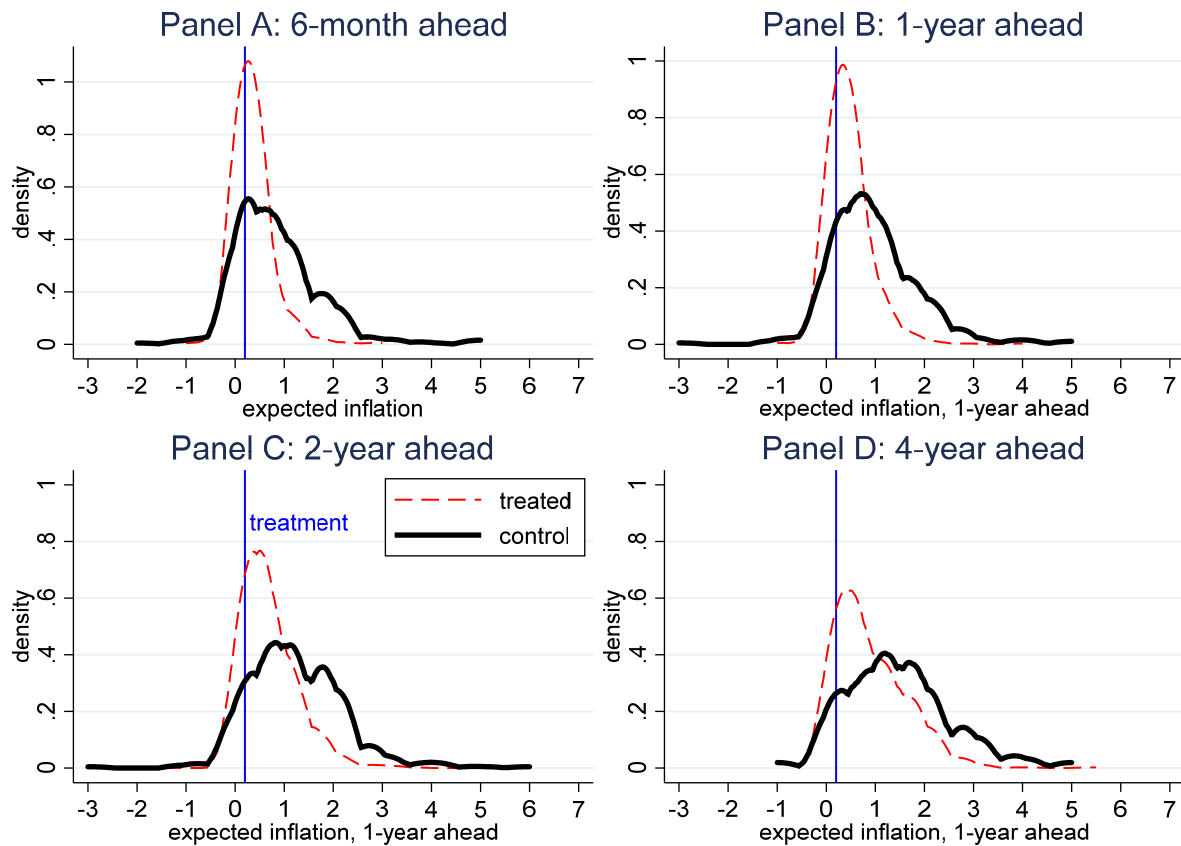 Panel A: 6-month ahead
density
0 .2 .4 .6 .8 1
-3 -2 -1 0 1 2 3 4 5 6 7
expected inflation
Panel B: 1-year ahead
density
0 .2 .4 .6 .8 1
-3 -2 -1 0 1 2 3 4 5 6 7
expected inflation, 1-year ahead
Panel C: 2-year ahead
treatment
treated
control
density
0 .2 .4 .6 .8 1
-3 -2 -1 0 1 2 3 4 5 6 7
expected inflation, 1-year ahead
Panel D: 4-year ahead
density
0 .2 .4 .6 .8 1
-3 -2 -1 0 1 2 3 4 5 6 7
expected inflation, 1-year ahead